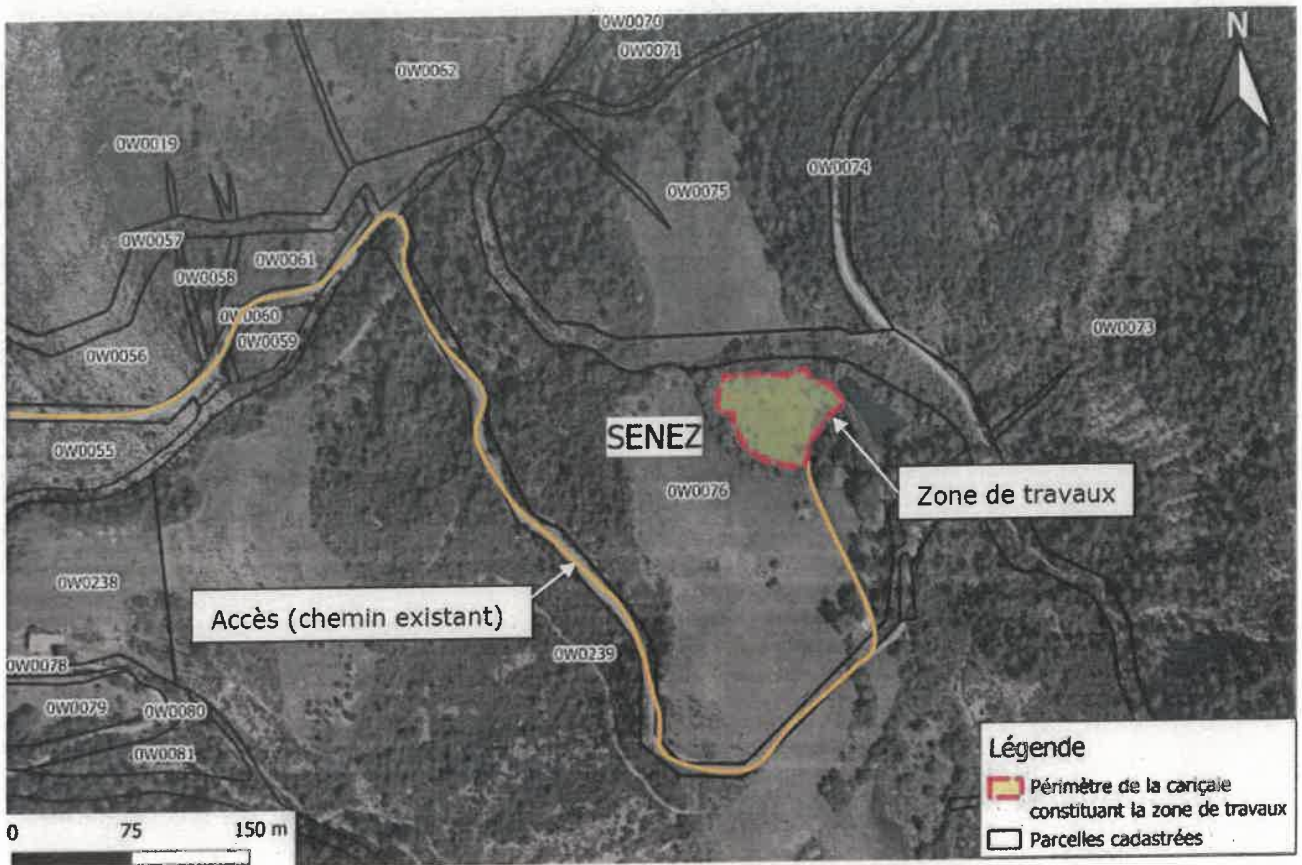 0W0070
0W0071
0W0062
N
0W0019
0W0074
0W0075
0W0057
0W0061
0W0058
0W0060
0W0059
0W0073
0W0056
SENEZ
0W0055
0W0076
Zone de travaux
0W0238
Accès (chemin existant)
0W0239
0W0078
0W0079
0W0080
0W0081
Légende
Périmètre de la cariçaie
constituant la zone de travaux
Parcelles cadastrées
0 75 150 m